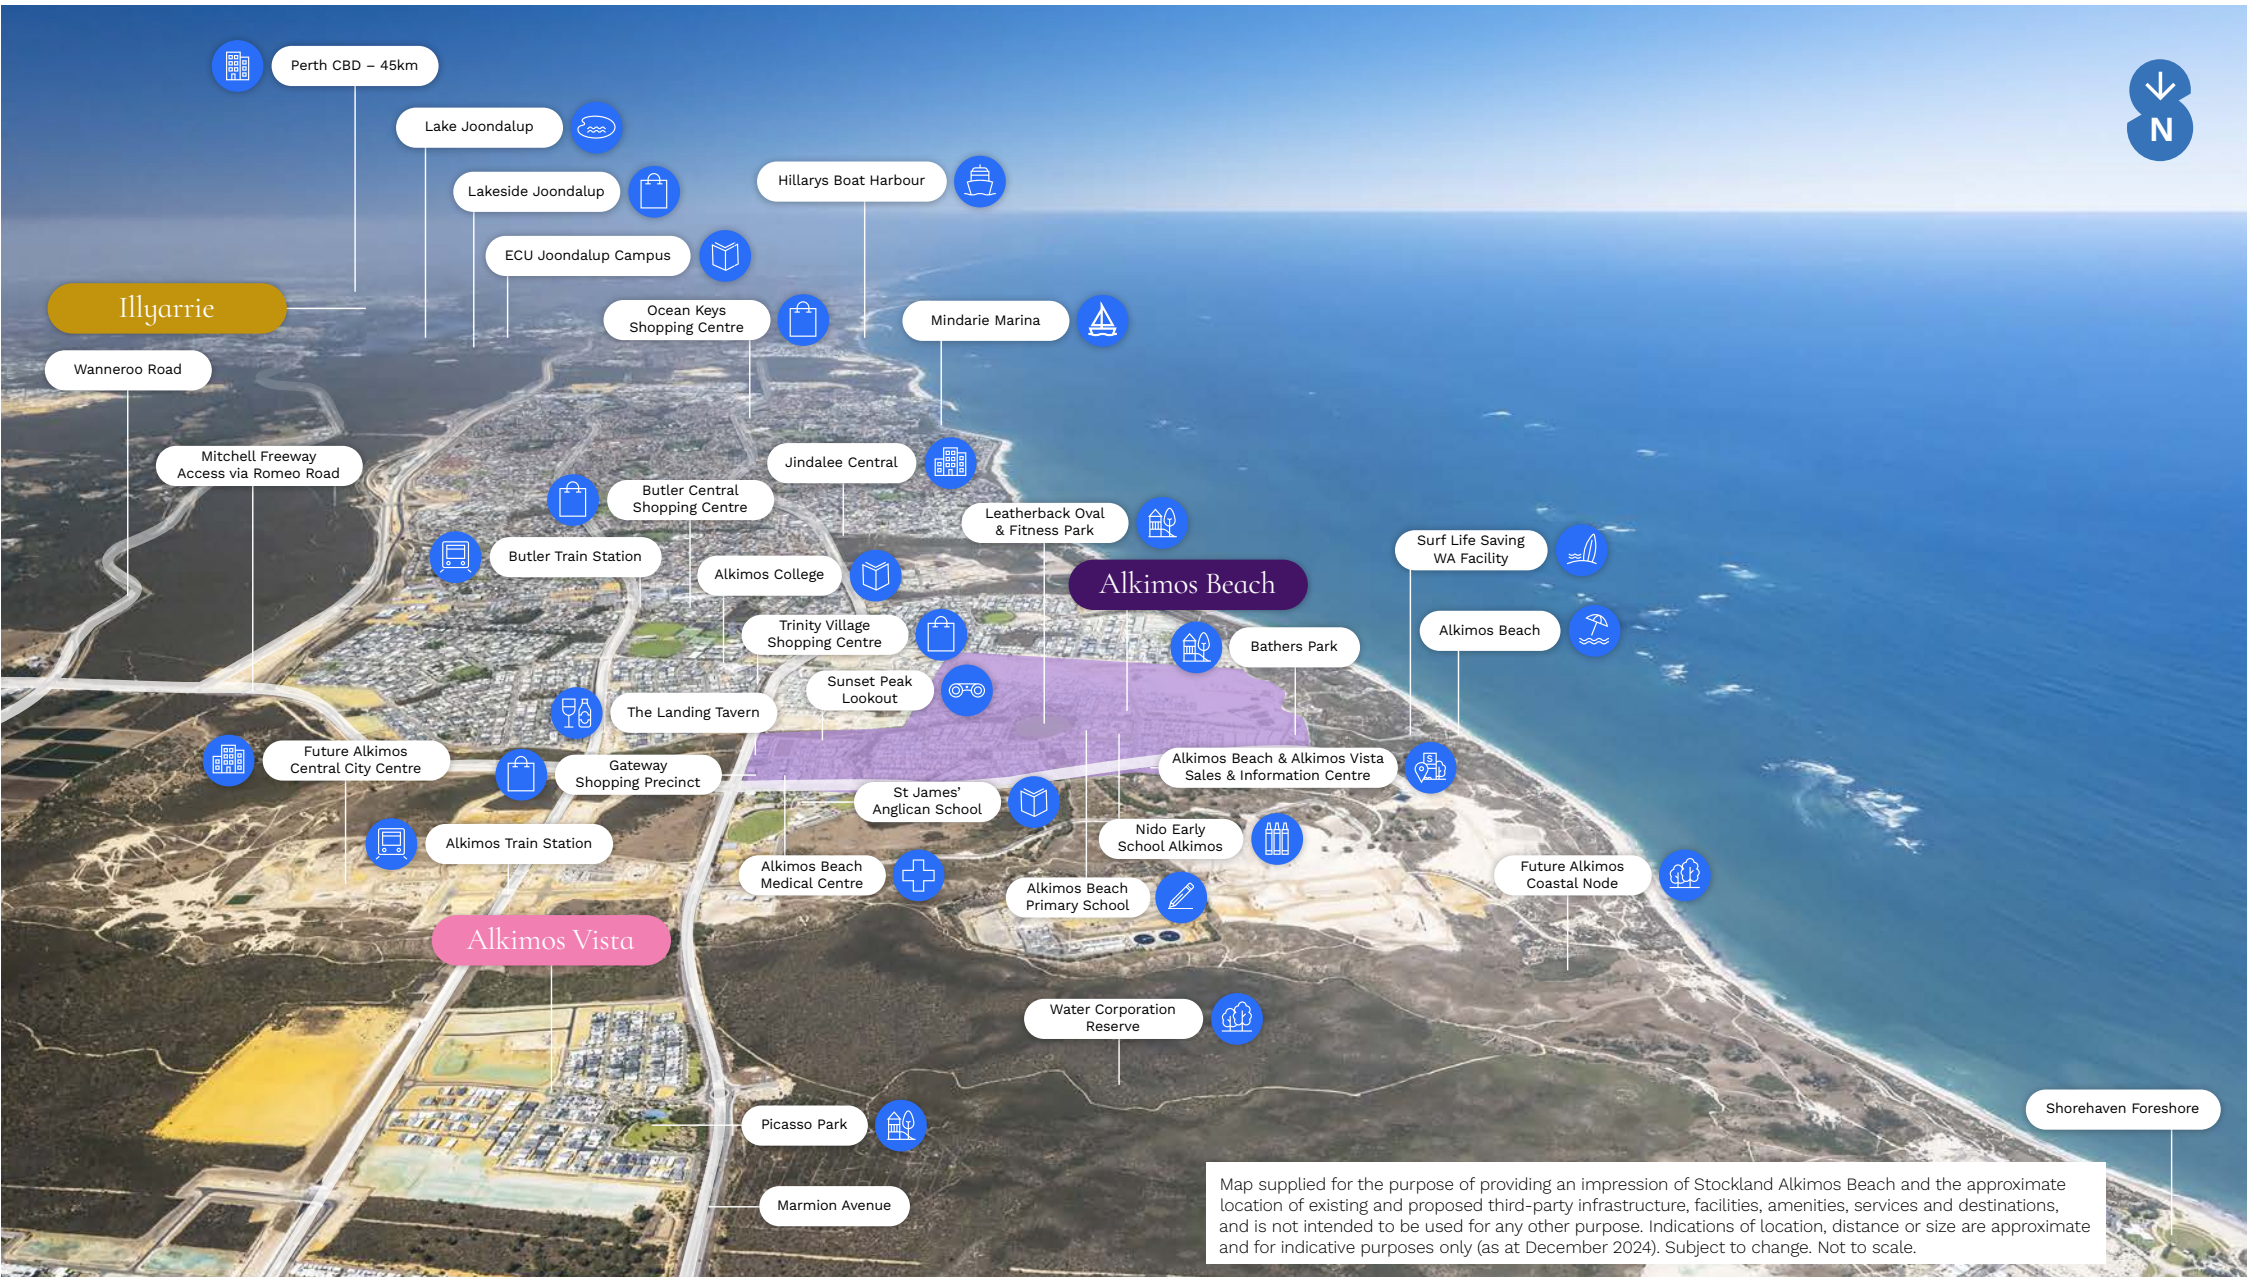 Perth CBD – 45km
N
Lake Joondalup
Hillarys Boat Harbour
Lakeside Joondalup
ECU Joondalup Campus
Illyarrie
Ocean Keys
Shopping Centre
Mindarie Marina
Wanneroo Road
Mitchell Freeway
Access via Romeo Road
Jindalee Central
Butler Central
Shopping Centre
Leatherback Oval
& Fitness Park
Surf Life Saving
WA Facility
Butler Train Station
Alkimos College
Alkimos Beach
Trinity Village
Shopping Centre
Alkimos Beach
Bathers Park
Sunset Peak
Lookout
The Landing Tavern
Future Alkimos
Central City Centre
Gateway
Shopping Precinct
Alkimos Beach & Alkimos Vista
Sales & Information Centre
S
St James’
Anglican School
Alkimos Train Station
Nido Early
School Alkimos
Alkimos Beach
Medical Centre
Alkimos Beach
Primary School
Future Alkimos
Coastal Node
Alkimos Vista
Water Corporation
Reserve
Picasso Park
Shorehaven Foreshore
Marmion Avenue
Map supplied for the purpose of providing an impression of Stockland Alkimos Beach and the approximate
location of existing and proposed third-party infrastructure, facilities, amenities, services and destinations,
and is not intended to be used for any other purpose. Indications of location, distance or size are approximate
and for indicative purposes only (as at December 2024). Subject to change. Not to scale.